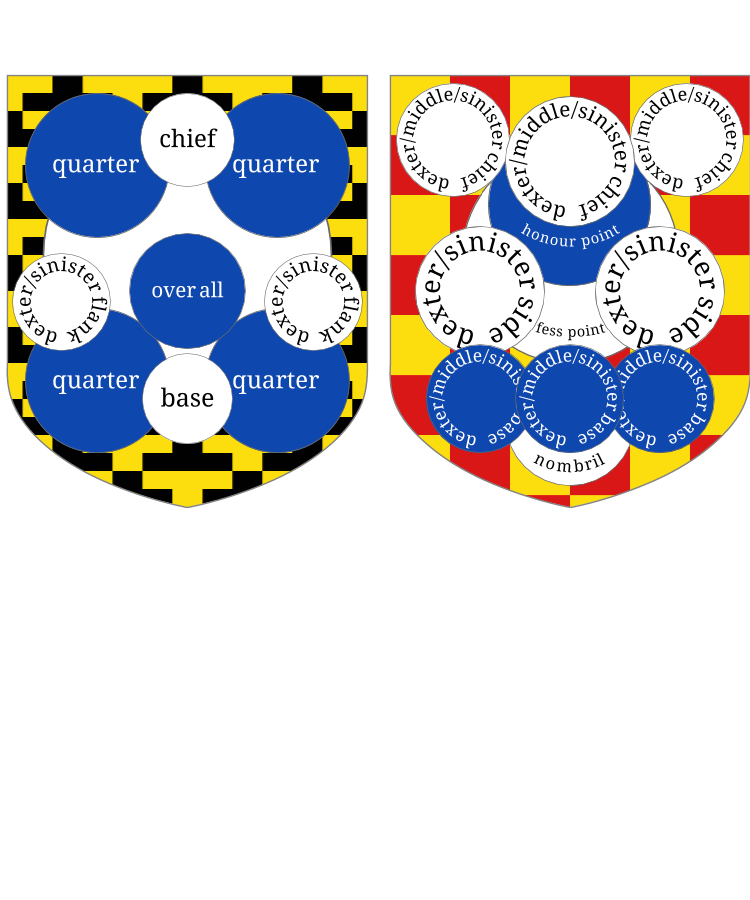 chief
quarter
quarter
over all
dexter/sinister flank
dexter/sinister flank
quarter
base
quarter
dexter/middle/sinister chief
dexter/middle/sinister chief
dexter/middle/sinister chief
honour point
dexter/sinister side
fess point
dexter/sinister side
dexter/middle/sinister base
dexter/middle/sinister base
dexter/middle/sinister base
nombril